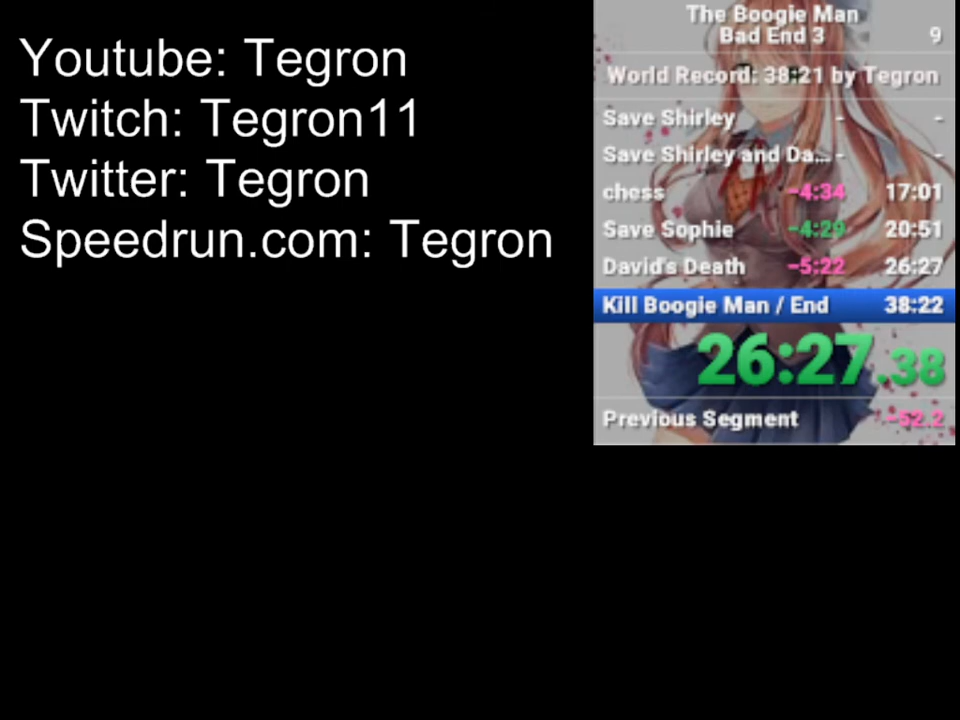 Youtube: Tegron
Twitch: Tegron11
Twitter: Tegron
Speedrun.com: Tegron
The Boogie Man
Bad End 3 9
World Record: 38:21 by Tegron
Save Shirley - -
Save Shirley and Da... - -
chess -4:34 17:01
Save Sophie -4:29 20:51
David's Death -5:22 26:27
Kill Boogie Man / End 38:22
26:27.38
Previous Segment -52.2